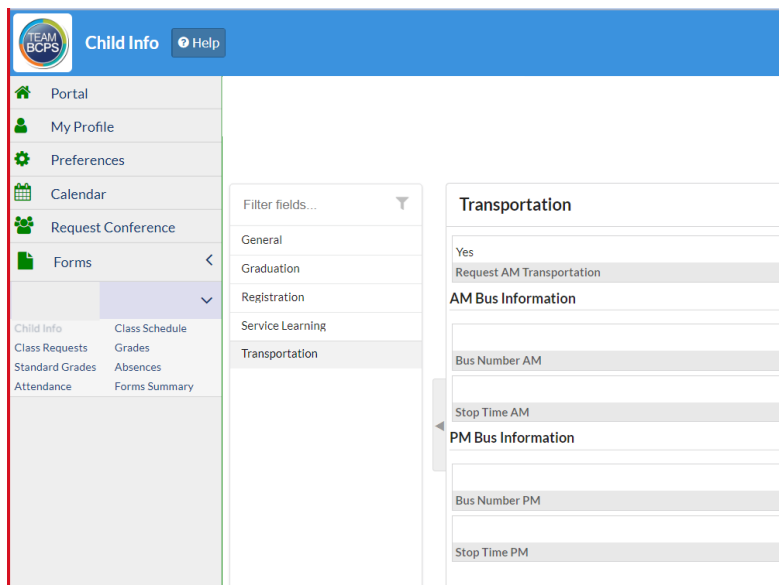 TEAM
BCPS
Child Info
Help
Portal
My Profile
Preferences
Calendar
Request Conference
Forms
Child Info
Class Schedule
Class Requests
Grades
Standard Grades
Absences
Attendance
Forms Summary
Filter fields...
General
Graduation
Registration
Service Learning
Transportation
Transportation
Yes
Request AM Transportation
AM Bus Information
Bus Number AM
Stop Time AM
PM Bus Information
Bus Number PM
Stop Time PM